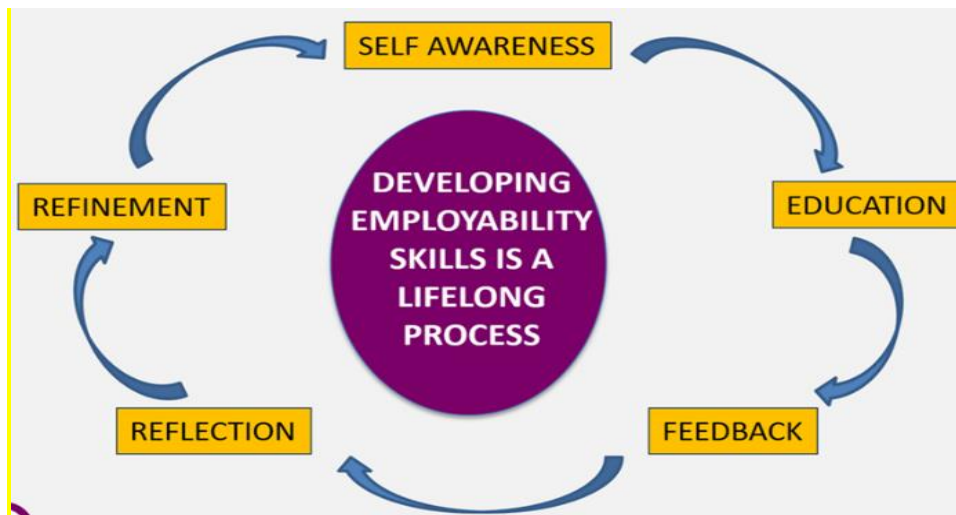 SELF AWARENESS
EDUCATION
FEEDBACK
REFLECTION
REFINEMENT
DEVELOPING
EMPLOYABILITY
SKILLS IS A
LIFELONG
PROCESS